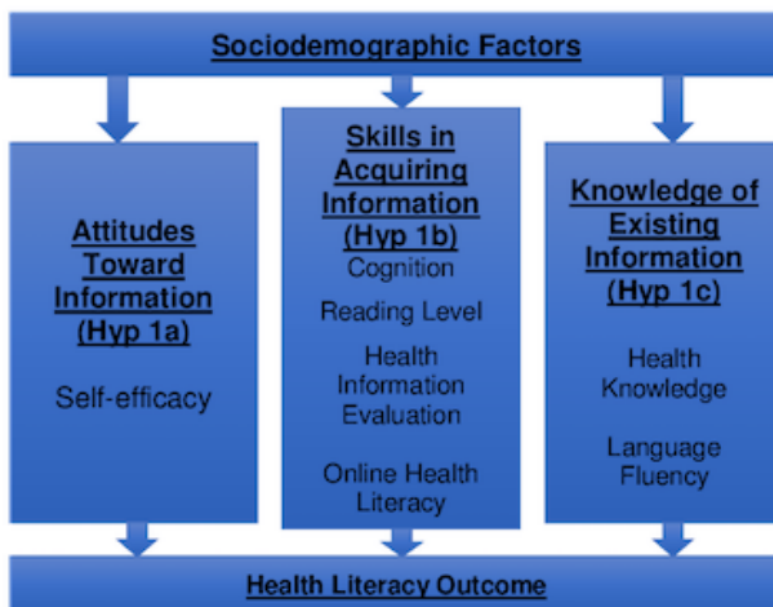 Sociodemographic Factors
Attitudes
Toward
Information
(Hyp 1a)
Self-efficacy
Skills in
Acquiring
Information
(Hyp 1b)
Cognition
Reading Level
Health
Information
Evaluation
Online Health
Literacy
Knowledge of
Existing
Information
(Hyp 1c)
Health
Knowledge
Language
Fluency
Health Literacy Outcome